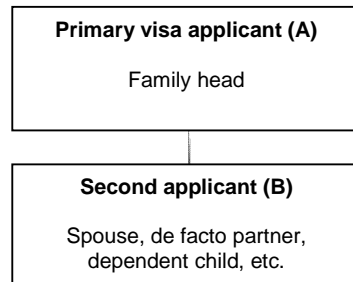 Primary visa applicant (A)
Family head
Second applicant (B)
Spouse, de facto partner,
dependent child, etc.